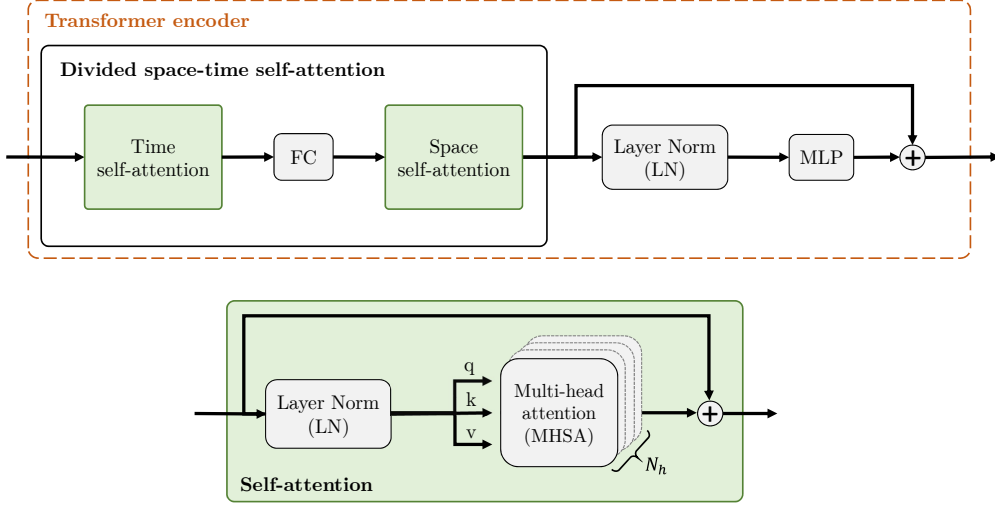 Transformer encoder
Divided space-time self-attention
Time
self-attention
FC
Space
self-attention
Layer Norm
(LN)
MLP
+
Layer Norm
(LN)
q
k
v
Multi-head
attention
(MHSA)
N_h
+
Self-attention